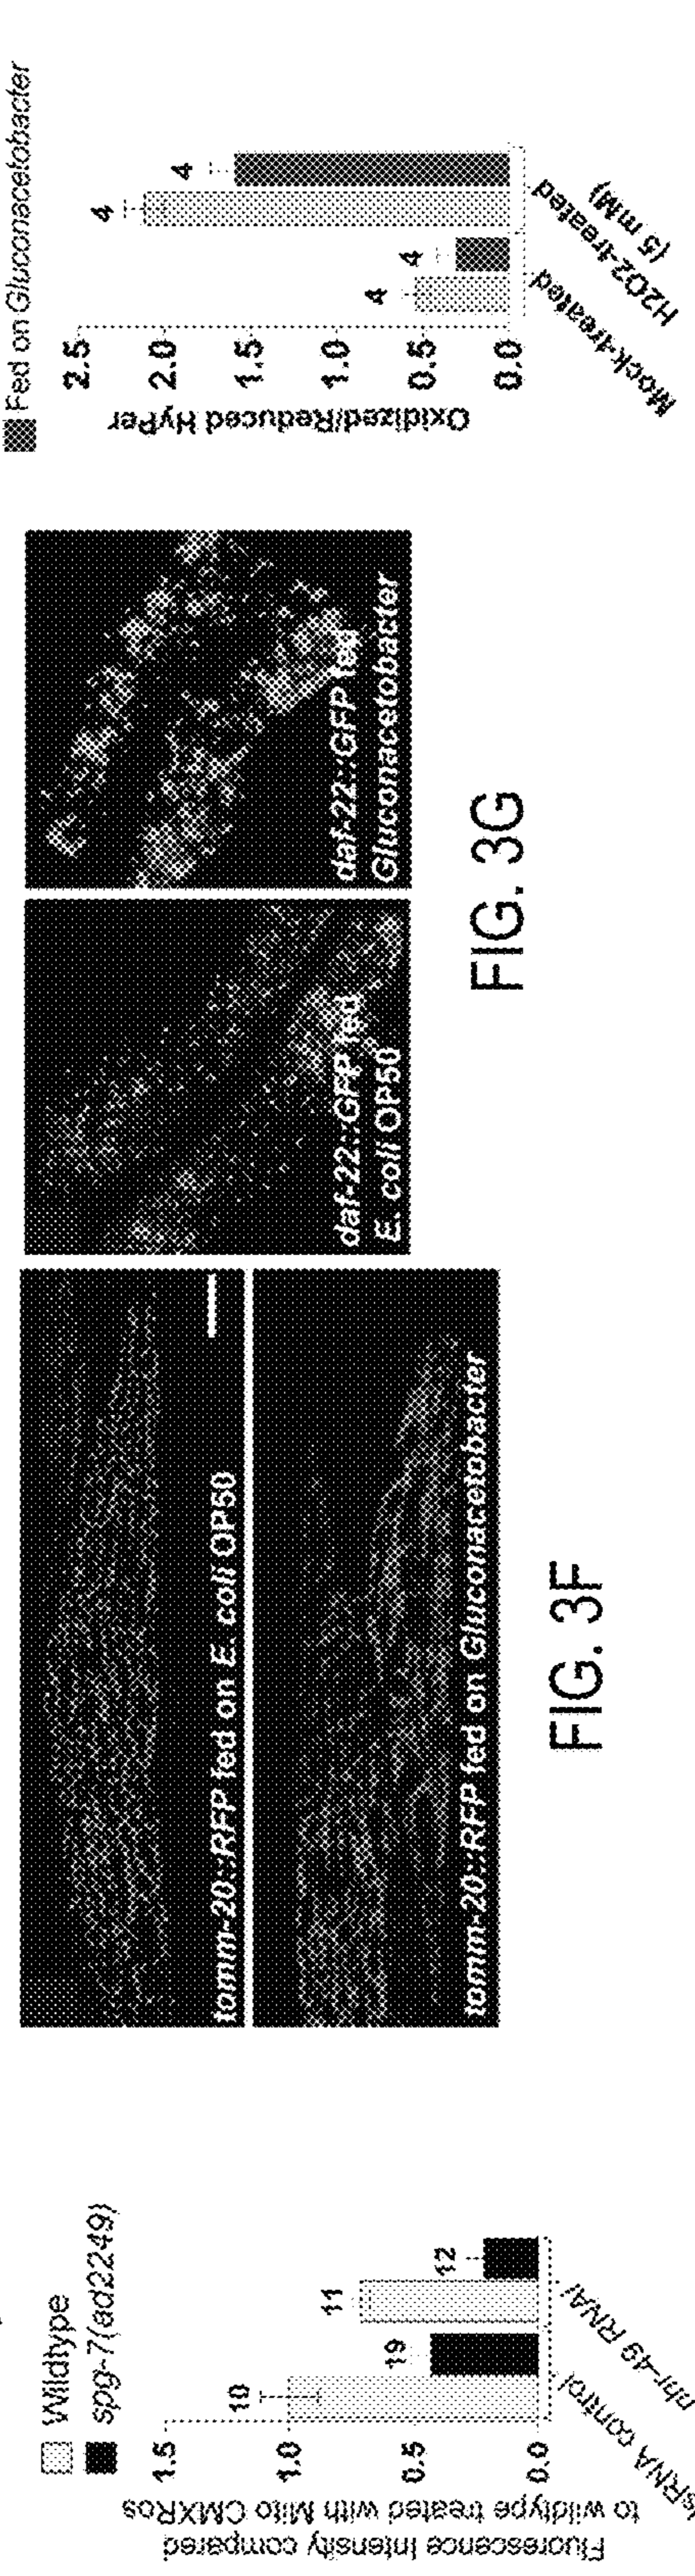 Wildtype
spg-7(ad2249)
Fluorescence Intensity compared
to wildtype treated with Mito CMXRos
1.5
1.0
0.5
0.0
10
19
11
12
nhr-49 RNAi
tomm-20::RFP fed on E. coli OP50
tomm-20::RFP fed on Gluconacetobacter
FIG. 3F
daf-22::GFP fed
E. coli OP50
daf-22::GFP fed
Gluconacetobacter
FIG. 3G
Fed on Gluconacetobacter
Oxidized/Reduced HyPer
2.5
2.0
1.5
1.0
0.5
0.0
4
4
4
4
Mock-treated
H2O2-treated
(5 mM)